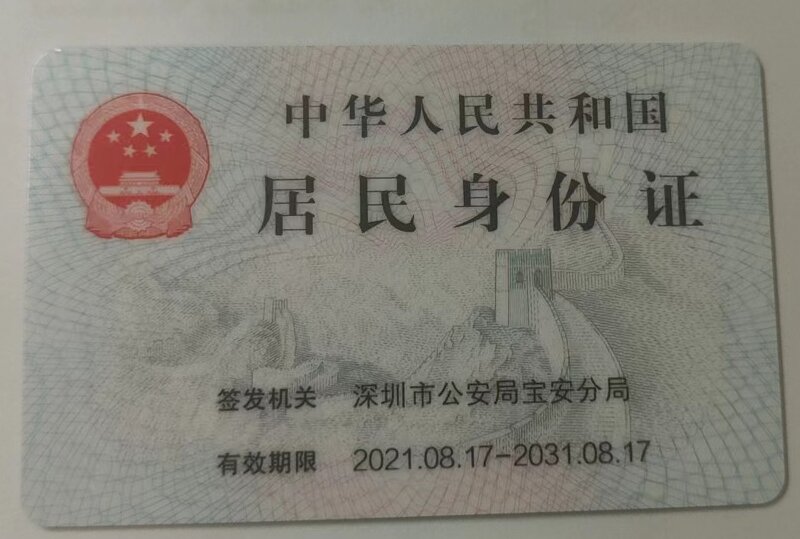 中华人民共和国
居民身份证
签发机关 深圳市公安局宝安分局
有效期限 2021.08.17-2031.08.17